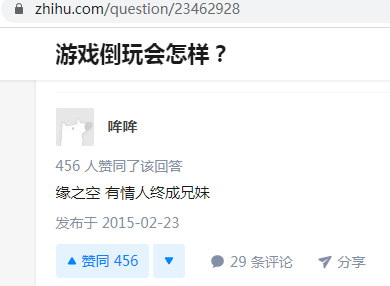 zhihu.com/question/23462928
游戏倒玩会怎样？
哞哞
456 人赞同了该回答
缘之空 有情人终成兄妹
发布于 2015-02-23
赞同 456
29 条评论
分享